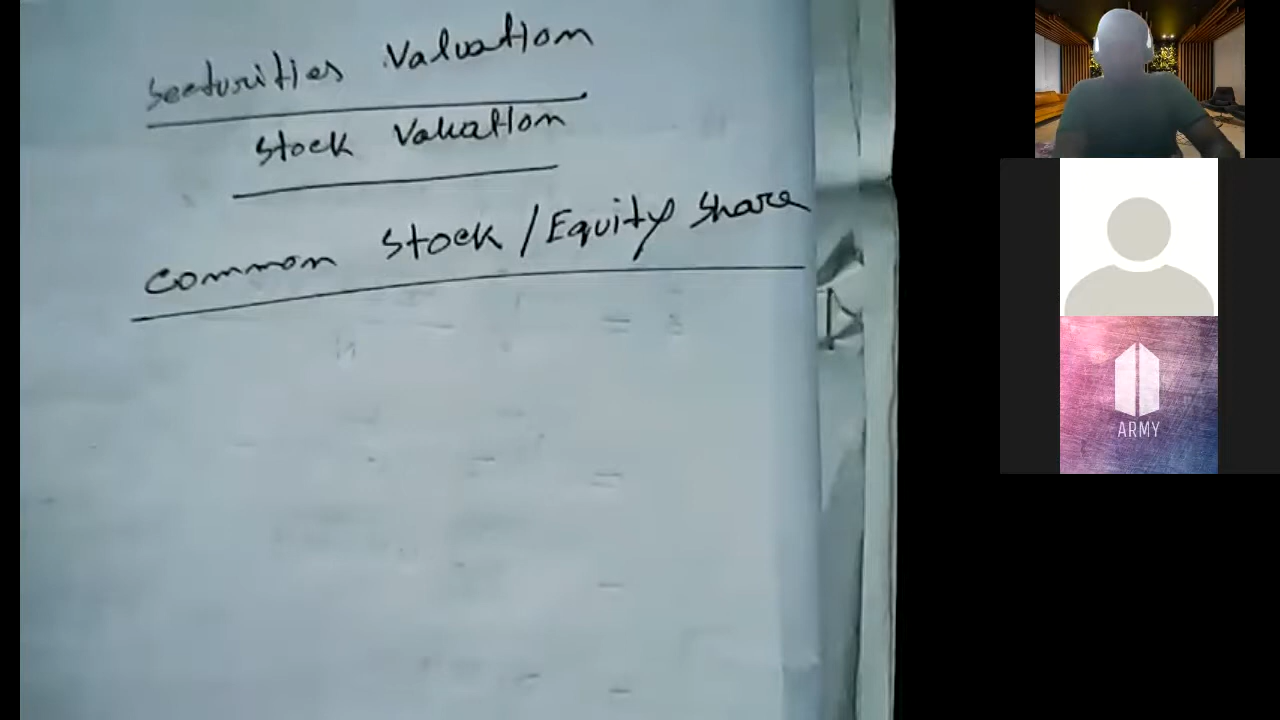 Securities Valuation
Stock Valuation
Common Stock / Equity Share
ARMY